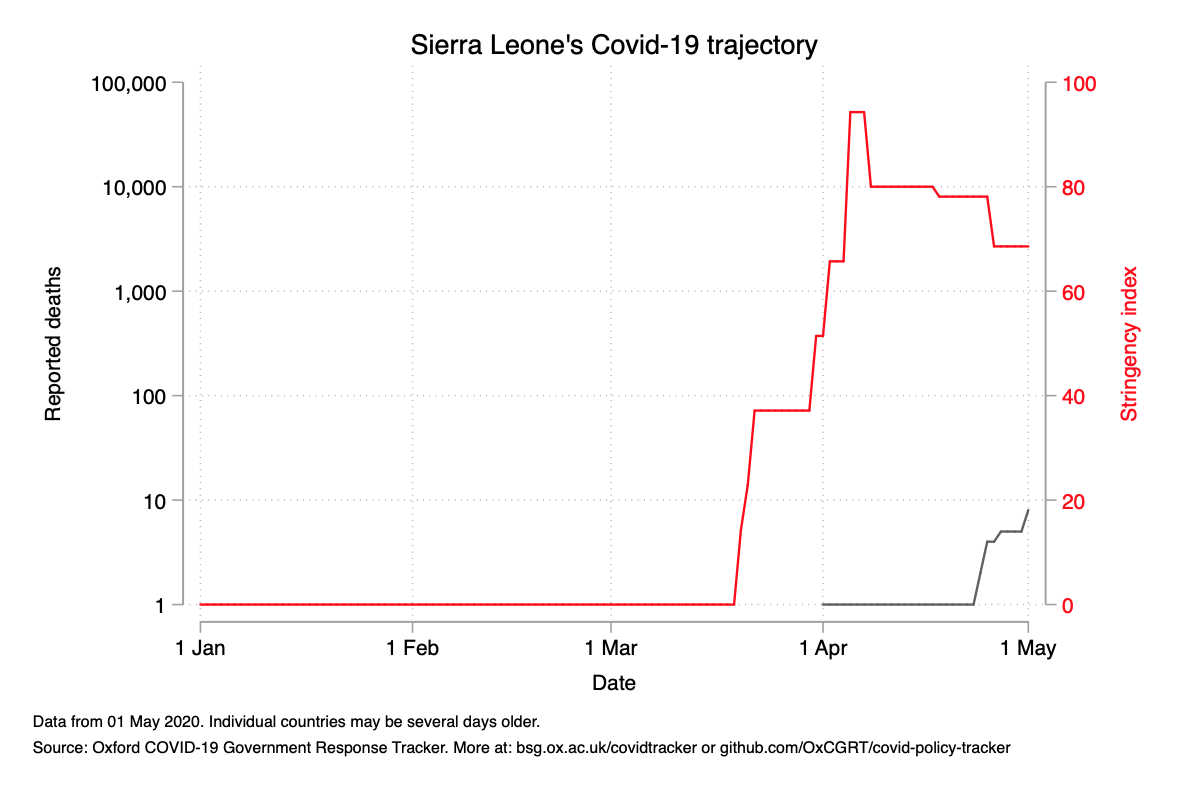 Sierra Leone's Covid-19 trajectory
100,000
10,000
1,000
100
10
1
Reported deaths
100
80
60
40
20
0
Stringency index
1 Jan
1 Feb
1 Mar
1 Apr
1 May
Date
Data from 01 May 2020. Individual countries may be several days older.
Source: Oxford COVID-19 Government Response Tracker. More at: bsg.ox.ac.uk/covidtracker or github.com/OxCGRT/covid-policy-tracker